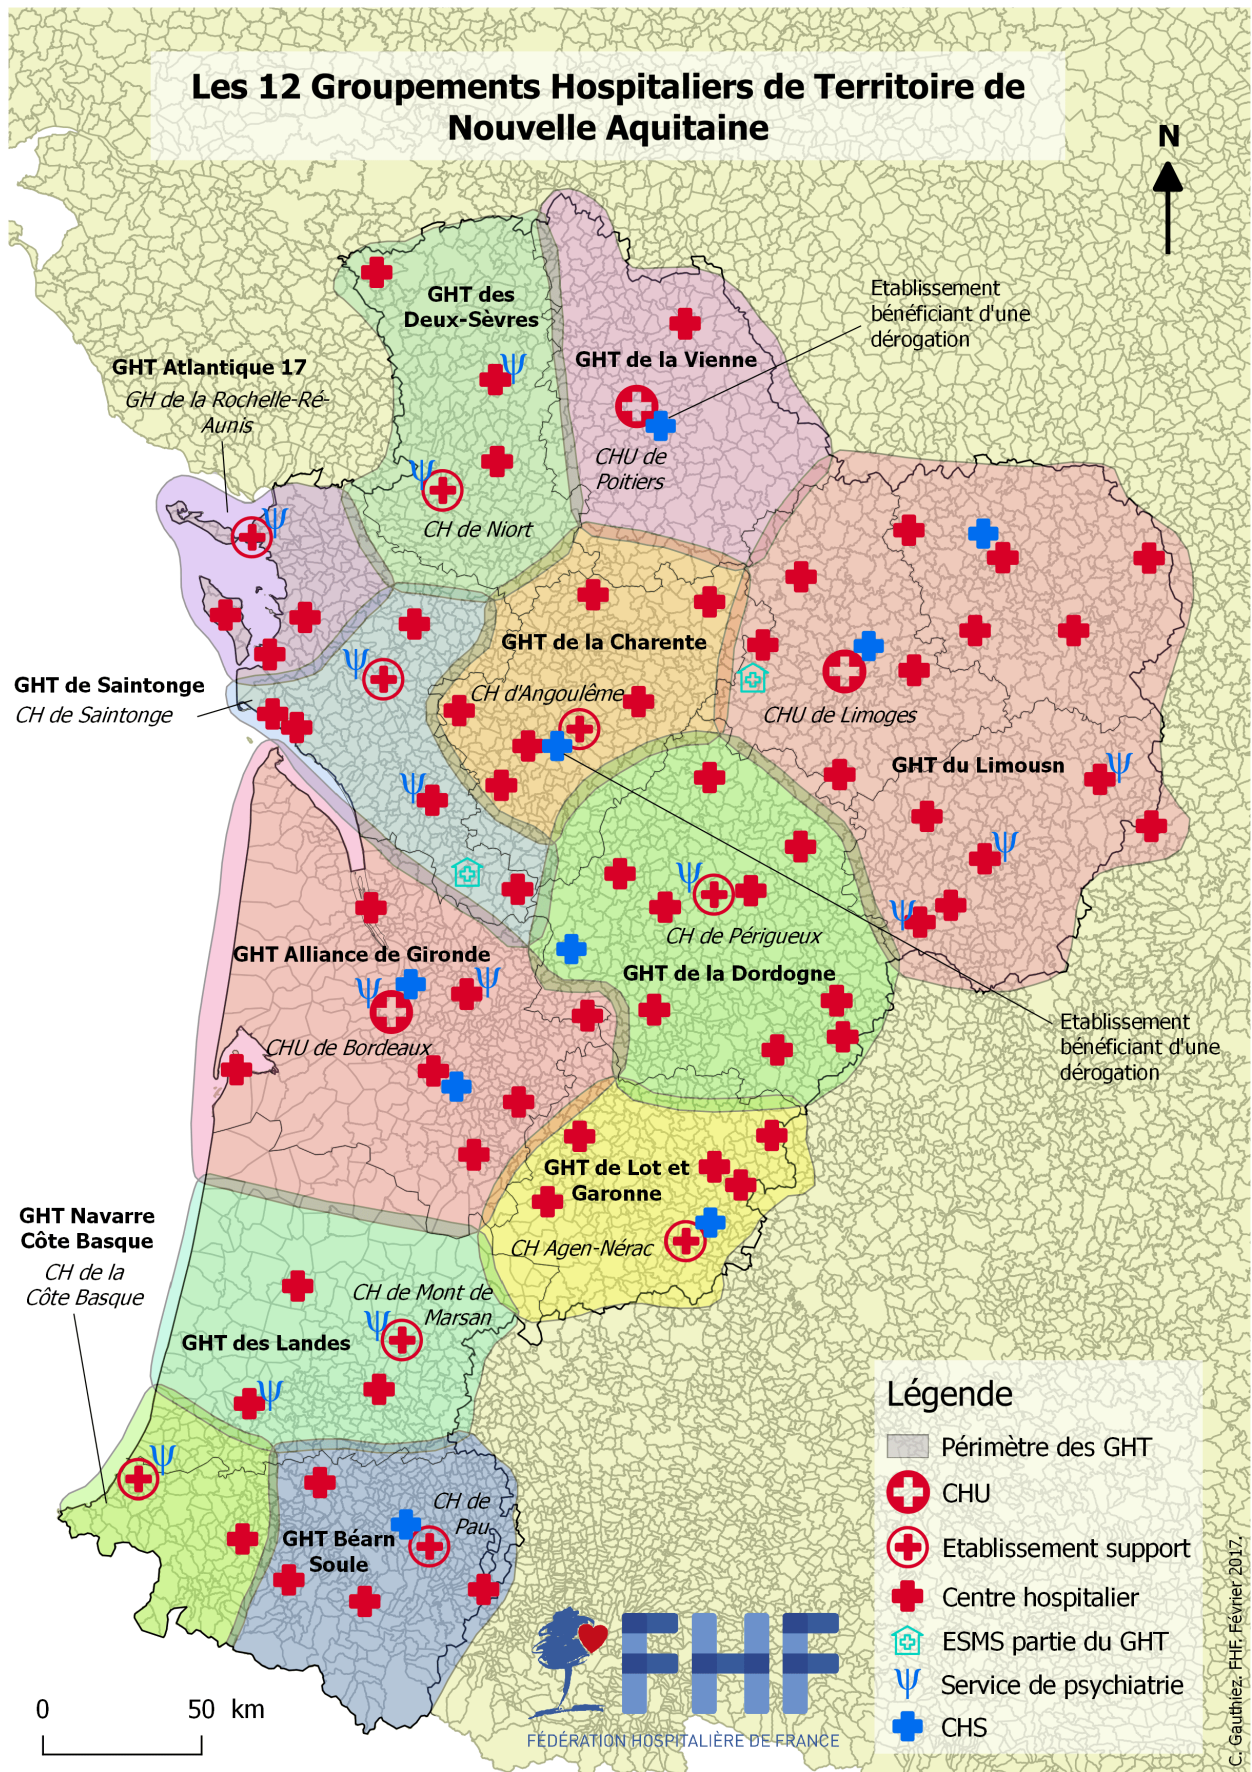 Les 12 Groupements Hospitaliers de Territoire de
Nouvelle Aquitaine
N
Etablissement
bénéficiant d'une
dérogation
GHT des
Deux-Sèvres
GHT de la Vienne
GHT Atlantique 17
GH de la Rochelle-Ré-
Aunis
CHU de
Poitiers
CH de Niort
GHT de la Charente
GHT de Saintonge
CH de Saintonge
CH d'Angoulême
CHU de Limoges
GHT du Limousn
CH de Périgueux
GHT Alliance de Gironde
GHT de la Dordogne
CHU de Bordeaux
Etablissement
bénéficiant d'une
dérogation
GHT de Lot et
Garonne
CH Agen-Nérac
GHT Navarre
Côte Basque
CH de la
Côte Basque
CH de Mont de
Marsan
GHT des Landes
CH de
Pau
GHT Béarn
Soule
Légende
Périmètre des GHT
CHU
Etablissement support
Centre hospitalier
ESMS partie du GHT
Service de psychiatrie
CHS
0 50 km
FHF
FÉDÉRATION HOSPITALIÈRE DE FRANCE
C. Gauthiez. FHF. Février 2017.